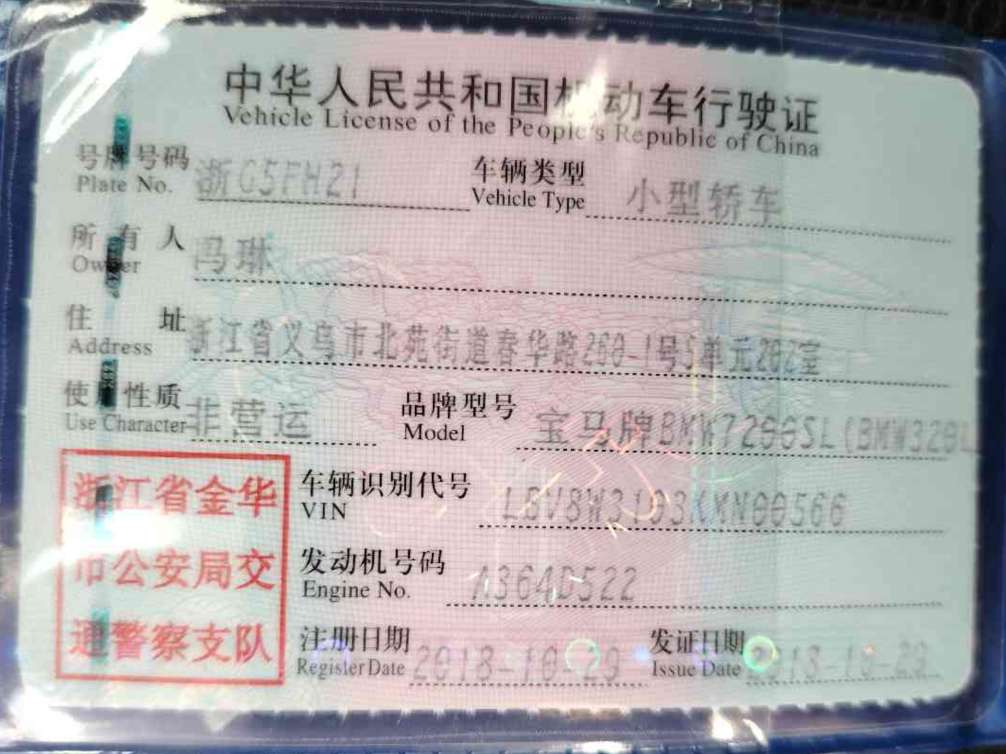 中华人民共和国机动车行驶证
Vehicle License of the People's Republic of China
号牌号码 浙G5FH21 车辆类型 小型轿车
Plate No. Vehicle Type
所有人 冯琳
Owner
住址 浙江省义乌市北苑街道春华路260-1号5单元202室
Address
使用性质 非营运 品牌型号 宝马牌BMW7200SL(BMW320L
Use Character Model
浙江省金华
市公安局交
通警察支队
车辆识别代号 LBV8W3103KMN00566
VIN
发动机号码 A364D522
Engine No.
注册日期 2018-10-29 发证日期
Register Date Issue Date